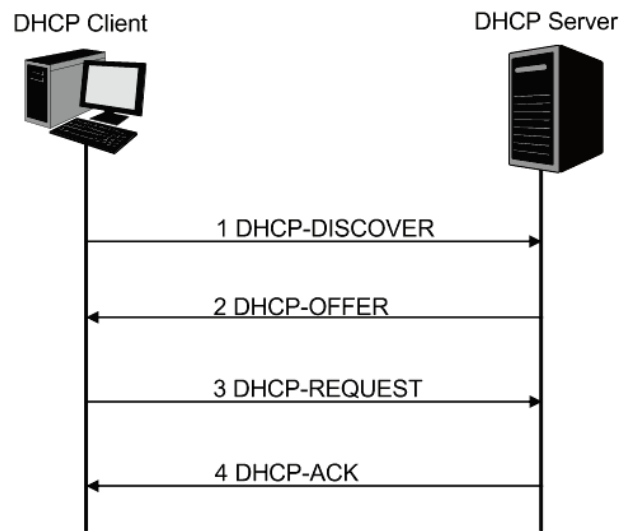 DHCP Client
DHCP Server
1 DHCP-DISCOVER
2 DHCP-OFFER
3 DHCP-REQUEST
4 DHCP-ACK